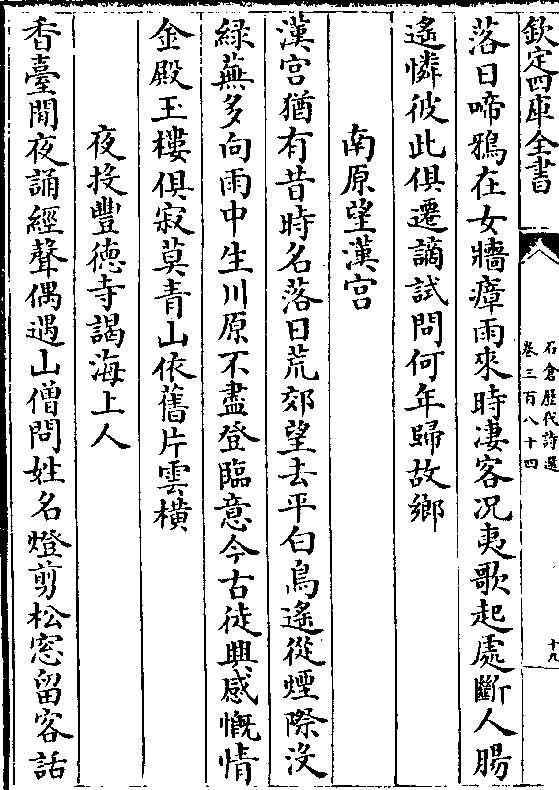 欽定四庫全書
石倉歴代詩選
卷三百八十四
十九
落日啼鴉在女牆瘴雨來時凄客况夷歌起處斷人腸
遙憐彼此俱遷謫試問何年歸故鄉
南原望漢宫
漢宫猶有昔時名落日荒郊望去平白鳥遙從煙際没
緑蕪多向雨中生川原不盡登臨意今古徒興感慨情
金殿玉樓俱寂莫青山依舊片雲横
夜投豐徳寺謁海上人
香臺閒夜誦經聲偶遇山僧問姓名燈剪松窓留客話